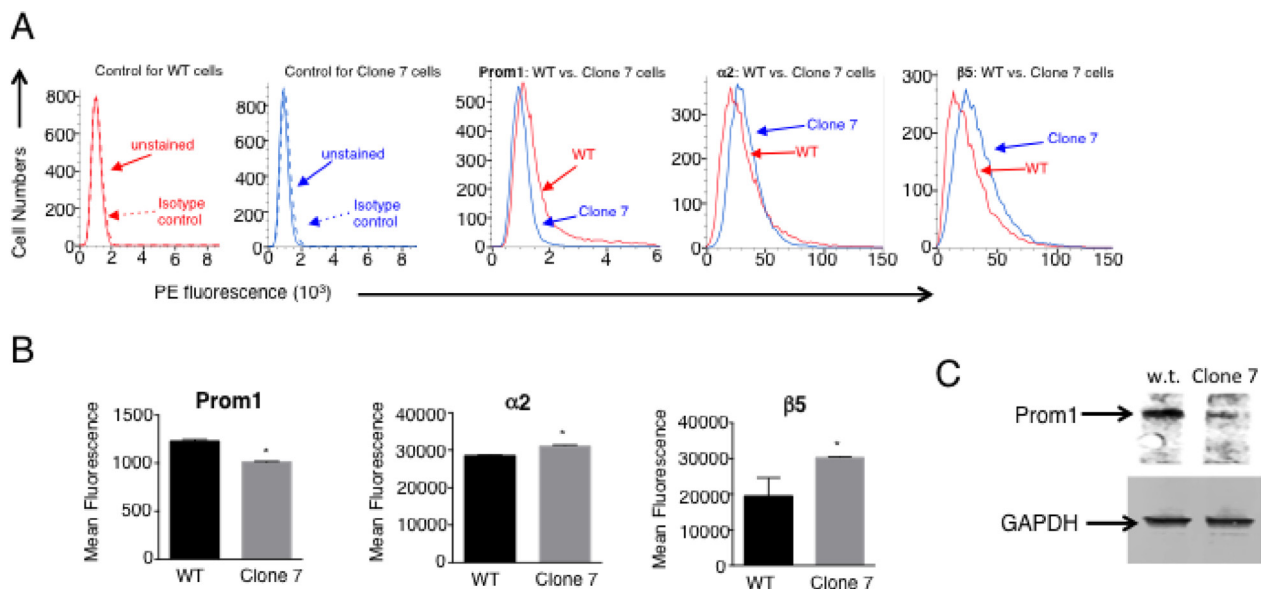 A
Control for WT cells
Control for Clone 7 cells
Prom1: WT vs. Clone 7 cells
α2: WT vs. Clone 7 cells
β5: WT vs. Clone 7 cells
Cell Numbers
800
600
400
200
0
0 2 4 6 8
unstained
Isotype
control
800
600
400
200
0
0 2 4 6 8
unstained
Isotype
control
500
400
300
200
100
0
0 2 4 6
WT
Clone 7
300
200
100
0
0 50 100 150
Clone 7
WT
300
200
100
0
0 50 100 150
Clone 7
WT
PE fluorescence (10³)
B
Prom1
Mean Fluorescence
1500
1000
500
0
*
WT Clone 7
α2
Mean Fluorescence
40000
30000
20000
10000
0
*
WT Clone 7
β5
Mean Fluorescence
40000
30000
20000
10000
0
*
WT Clone 7
C
w.t. Clone 7
Prom1
GAPDH